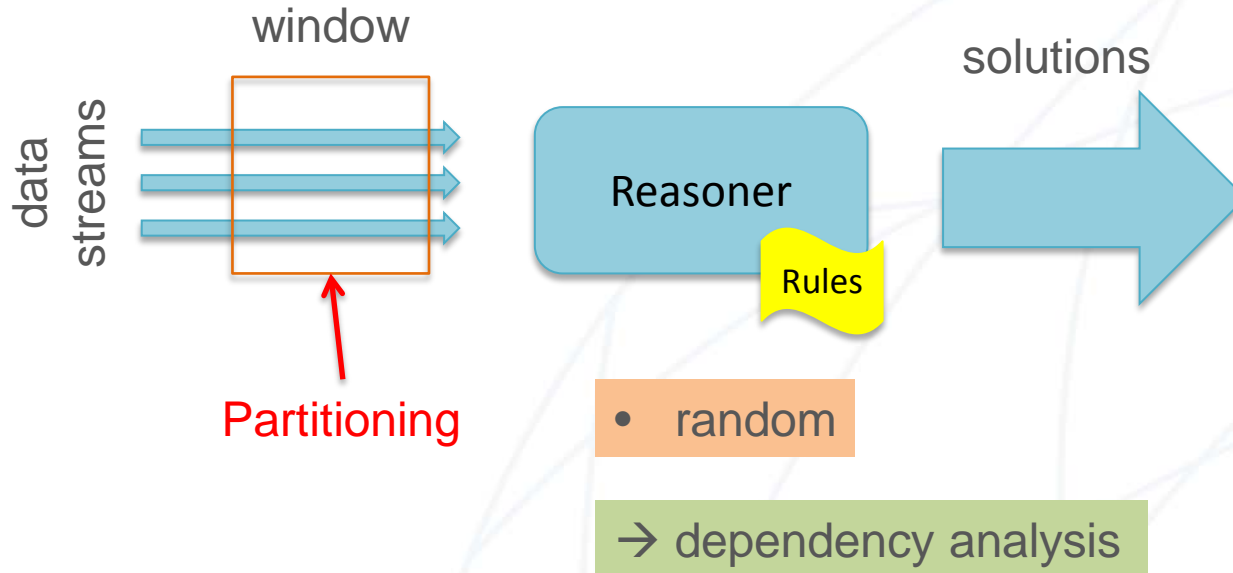 window
data
streams
Reasoner
Rules
solutions
Partitioning
• random
→ dependency analysis